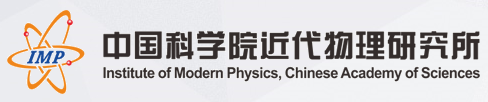 IMP
中国科学院近代物理研究所
Institute of Modern Physics, Chinese Academy of Sciences